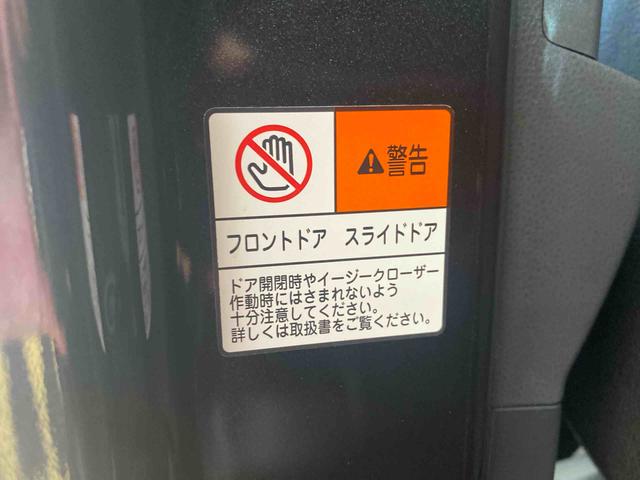 ⚠警告
フロントドア スライドドア
ドア開閉時やイージークローザー
作動時にはさまれないよう
十分注意してください。
詳しくは取扱書をご覧ください。